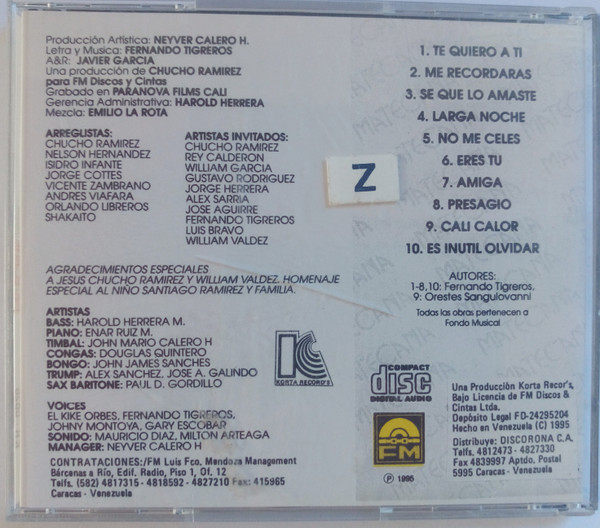 Producción Artística: NEYVER CALERO H.
Letra y Musica: FERNANDO TIGREROS
A&R: JAVIER GARCIA
Una producción de CHUCHO RAMIREZ
para FM Discos y Cintas
Grabado en PARANOVA FILMS CALI
Gerencia Administrativa: HAROLD HERRERA
Mezcla: EMILIO LA ROTA
ARREGLISTAS:
CHUCHO RAMIREZ
NELSON HERNANDEZ
ISIDRO INFANTE
JORGE COTTES
VICENTE ZAMBRANO
ANDRES VIAFARA
ORLANDO LIBREROS
SHAKAITO
ARTISTAS INVITADOS:
CHUCHO RAMIREZ
REY CALDERON
WILLIAM GARCIA
GUSTAVO RODRIGUEZ
JORGE HERRERA
ALEX SARRIA
JOSE AGUIRRE
FERNANDO TIGREROS
LUIS BRAVO
WILLIAM VALDEZ
AGRADECIMIENTOS ESPECIALES
A JESUS CHUCHO RAMIREZ Y WILLIAM VALDEZ. HOMENAJE
ESPECIAL AL NIÑO SANTIAGO RAMIREZ Y FAMILIA.
ARTISTAS
BASS: HAROLD HERRERA M.
PIANO: ENAR RUIZ M.
TIMBAL: JOHN MARIO CALERO H
CONGAS: DOUGLAS QUINTERO
BONGO: JOHN JAMES SANCHES
TRUMP: ALEX SANCHEZ, JOSE A. GALINDO
SAX BARITONE: PAUL D. GORDILLO
K
KORTA RECORD'S
VOICES
EL KIKE ORBES, FERNANDO TIGREROS,
JOHNY MONTOYA, GARY ESCOBAR
SONIDO: MAURICIO DIAZ, MILTON ARTEAGA
MANAGER: NEYVER CALERO H
CONTRATACIONES:/FM Luis Fco. Mendoza Management
Bárcenas a Río, Edif. Radio, Piso 1, Of. 12
Telfs. (582) 4817315 - 4818592 - 4827210 Fax: 415965
Caracas - Venezuela
Z
1. TE QUIERO A TI
2. ME RECORDARAS
3. SE QUE LO AMASTE
4. LARGA NOCHE
5. NO ME CELES
6. ERES TU
7. AMIGA
8. PRESAGIO
9. CALI CALOR
10. ES INUTIL OLVIDAR
AUTORES:
1-8,10: Fernando Tigreros.
9: Orestes Sangulovanni
Todas las obras pertenecen a
Fondo Musical
COMPACT
disc
DIGITAL AUDIO
FM
℗ 1995
Una Producción Korta Recor's,
Bajo Licencia de FM Discos &
Cintas Ltda.
Depósito Legal FD-24295204
Hecho en Venezuela (C) 1995
Distribuye: DISCORONA C.A.
Telfs. 4812473 - 4827330
Fax 4839997 Aptdo. Postal
5995 Caracas - Venezuela